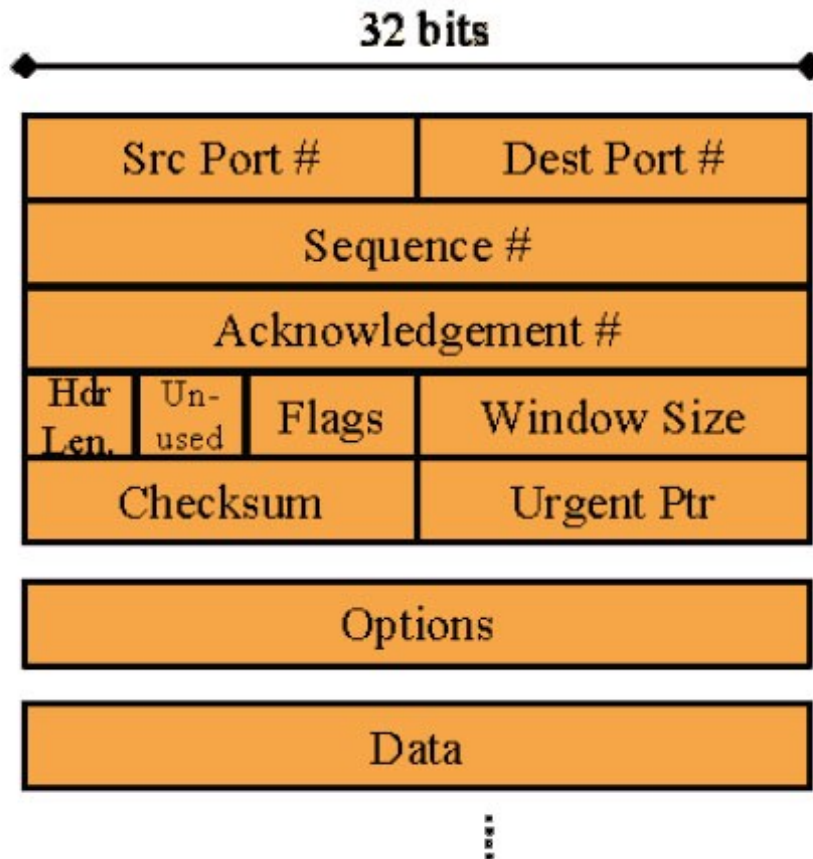 32 bits
Src Port #
Dest Port #
Sequence #
Acknowledgement #
Hdr
Len.
Un-
used
Flags
Window Size
Checksum
Urgent Ptr
Options
Data